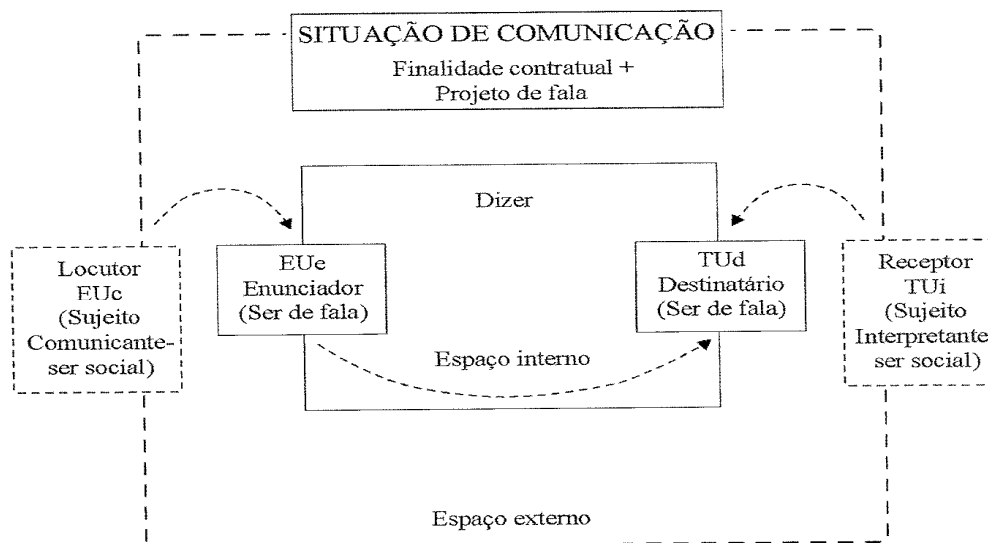 SITUAÇÃO DE COMUNICAÇÃO
Finalidade contratual +
Projeto de fala
Dizer
Locutor
EUc
(Sujeito
Comunicante-
ser social)
EUe
Enunciador
(Ser de fala)
TUd
Destinatário
(Ser de fala)
Receptor
TUi
(Sujeito
Interpretante-
ser social)
Espaço interno
Espaço externo